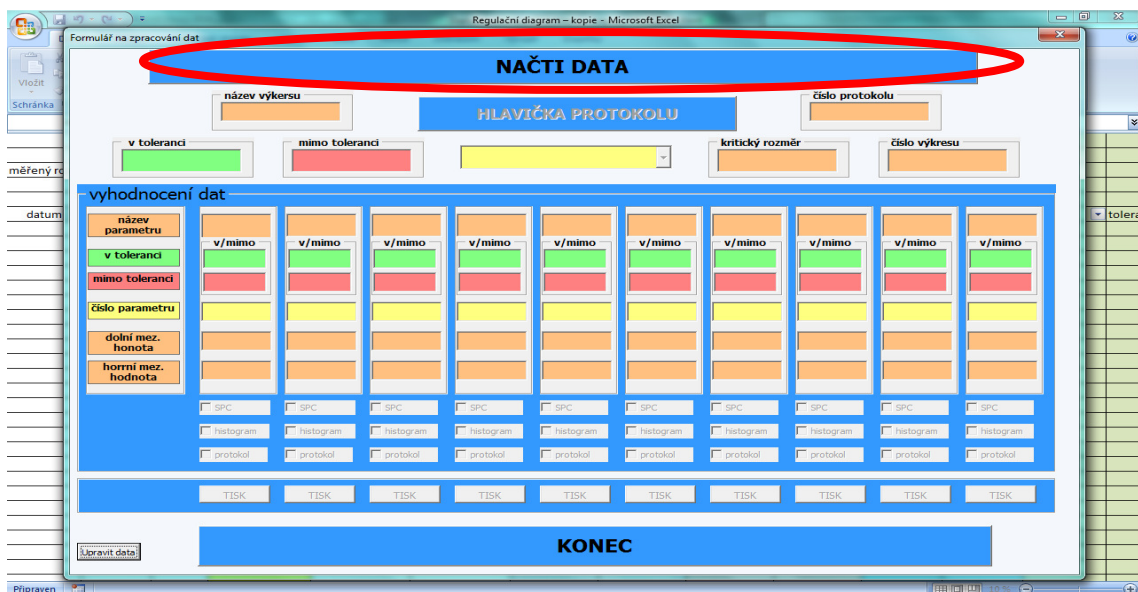 Regulační diagram – kopie - Microsoft Excel
Formulář na zpracování dat
Vložit
Schránka
NAČTI DATA
název výkersu
HLAVIČKA PROTOKOLU
číslo protokolu
v toleranci
mimo toleranci
kritický rozměr
číslo výkresu
měřený ro
vyhodnocení dat
datum
tolera
název
parametru
v/mimo v/mimo v/mimo v/mimo v/mimo v/mimo v/mimo v/mimo v/mimo v/mimo
v toleranci
mimo toleranci
číslo parametru
dolní mez.
honota
horrní mez.
hodnota
SPC SPC SPC SPC SPC SPC SPC SPC SPC SPC
histogram histogram histogram histogram histogram histogram histogram histogram histogram histogram
protokol protokol protokol protokol protokol protokol protokol protokol protokol protokol
TISK TISK TISK TISK TISK TISK TISK TISK TISK TISK
KONEC
Upravit data
Připraven